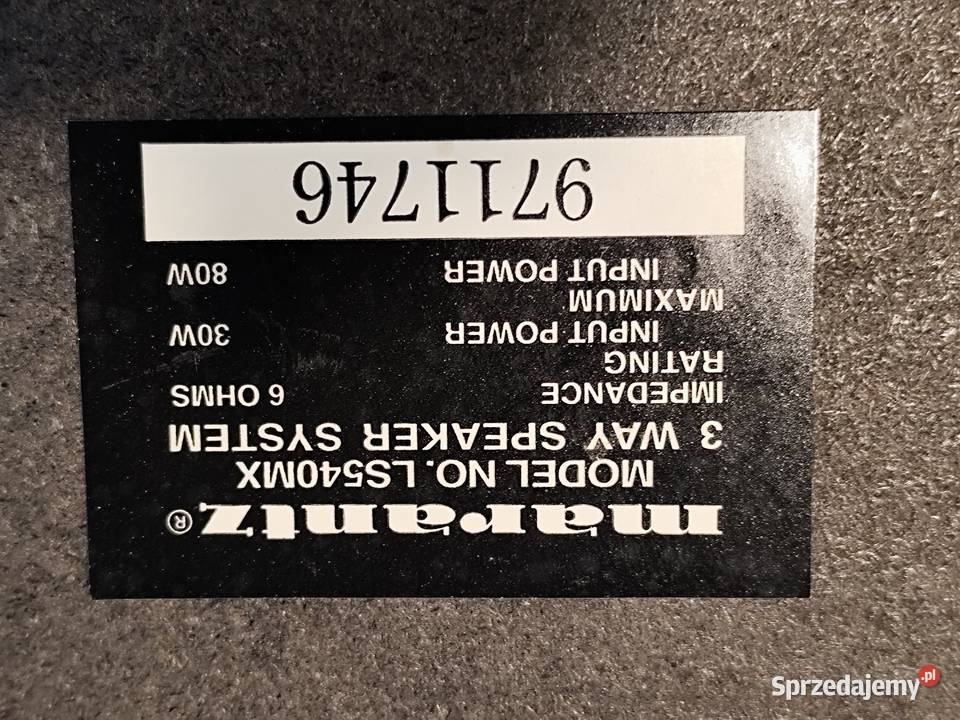 marantz®
MODEL NO. LS540MX
3 WAY SPEAKER SYSTEM
IMPEDANCE 6 OHMS
RATING
INPUT POWER 30W
MAXIMUM
INPUT POWER 80W
9711746
Sprzedajemy.pl